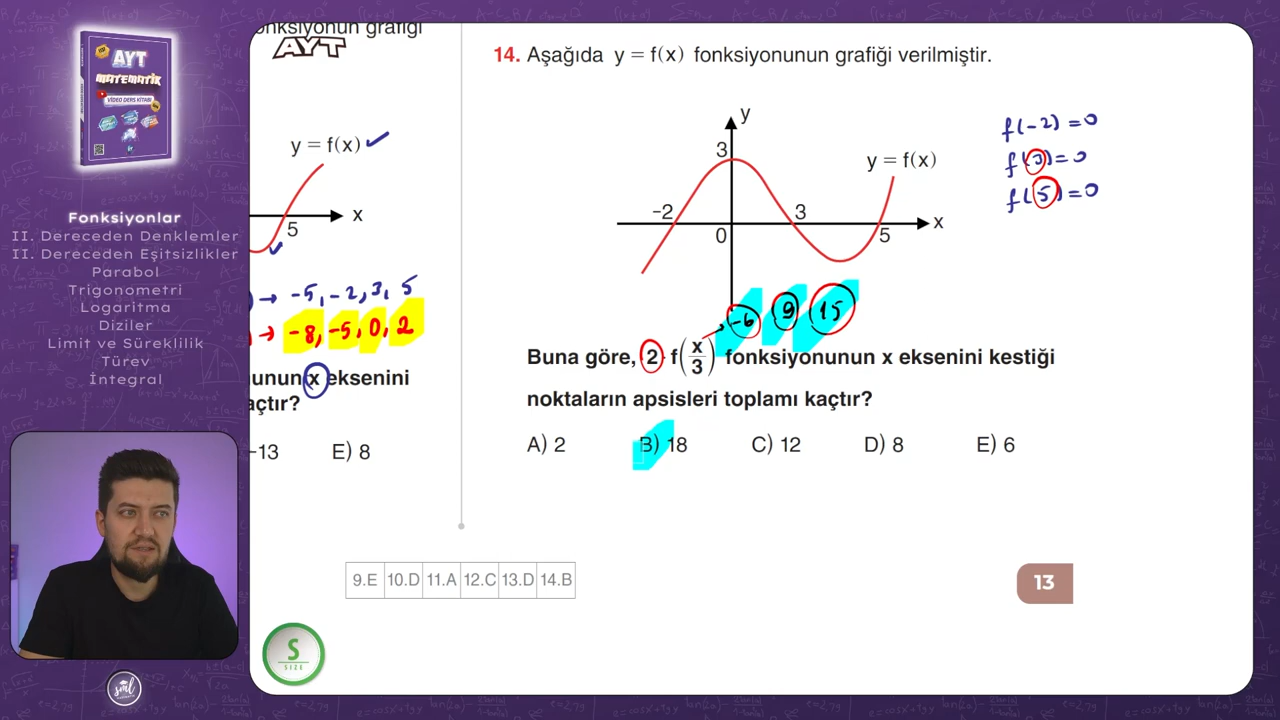 AYT
MATEMATİK
VİDEO DERS KİTABI
Fonksiyonlar
II. Dereceden Denklemler
II. Dereceden Eşitsizlikler
Parabol
Trigonometri
Logaritma
Diziler
Limit ve Süreklilik
Türev
İntegral
sml
onksiyonun grafiği
AYT
y = f(x)
x
5
→ -5, -2, 3, 5
→ -8, -5, 0, 2
unun x eksenini
açtır?
-13 E) 8
14. Aşağıda y = f(x) fonksiyonunun grafiği verilmiştir.
y
3
y = f(x)
-2
3
x
0
5
f(-2) = 0
f(3) = 0
f(5) = 0
-6 9 15
Buna göre, 2·f(x/3) fonksiyonunun x eksenini kestiği
noktaların apsisleri toplamı kaçtır?
A) 2 B) 18 C) 12 D) 8 E) 6
9.E 10.D 11.A 12.C 13.D 14.B
13
S
SIZE